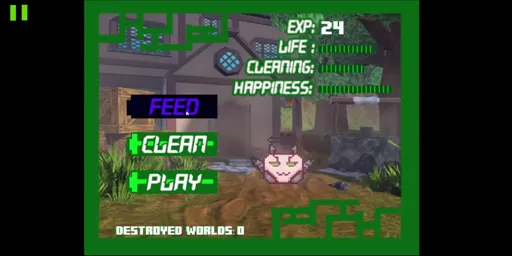 EXP: 24
LIFE :
CLEANING:
HAPPINESS:
FEED
CLEAN
PLAY
DESTROYED WORLDS: 0